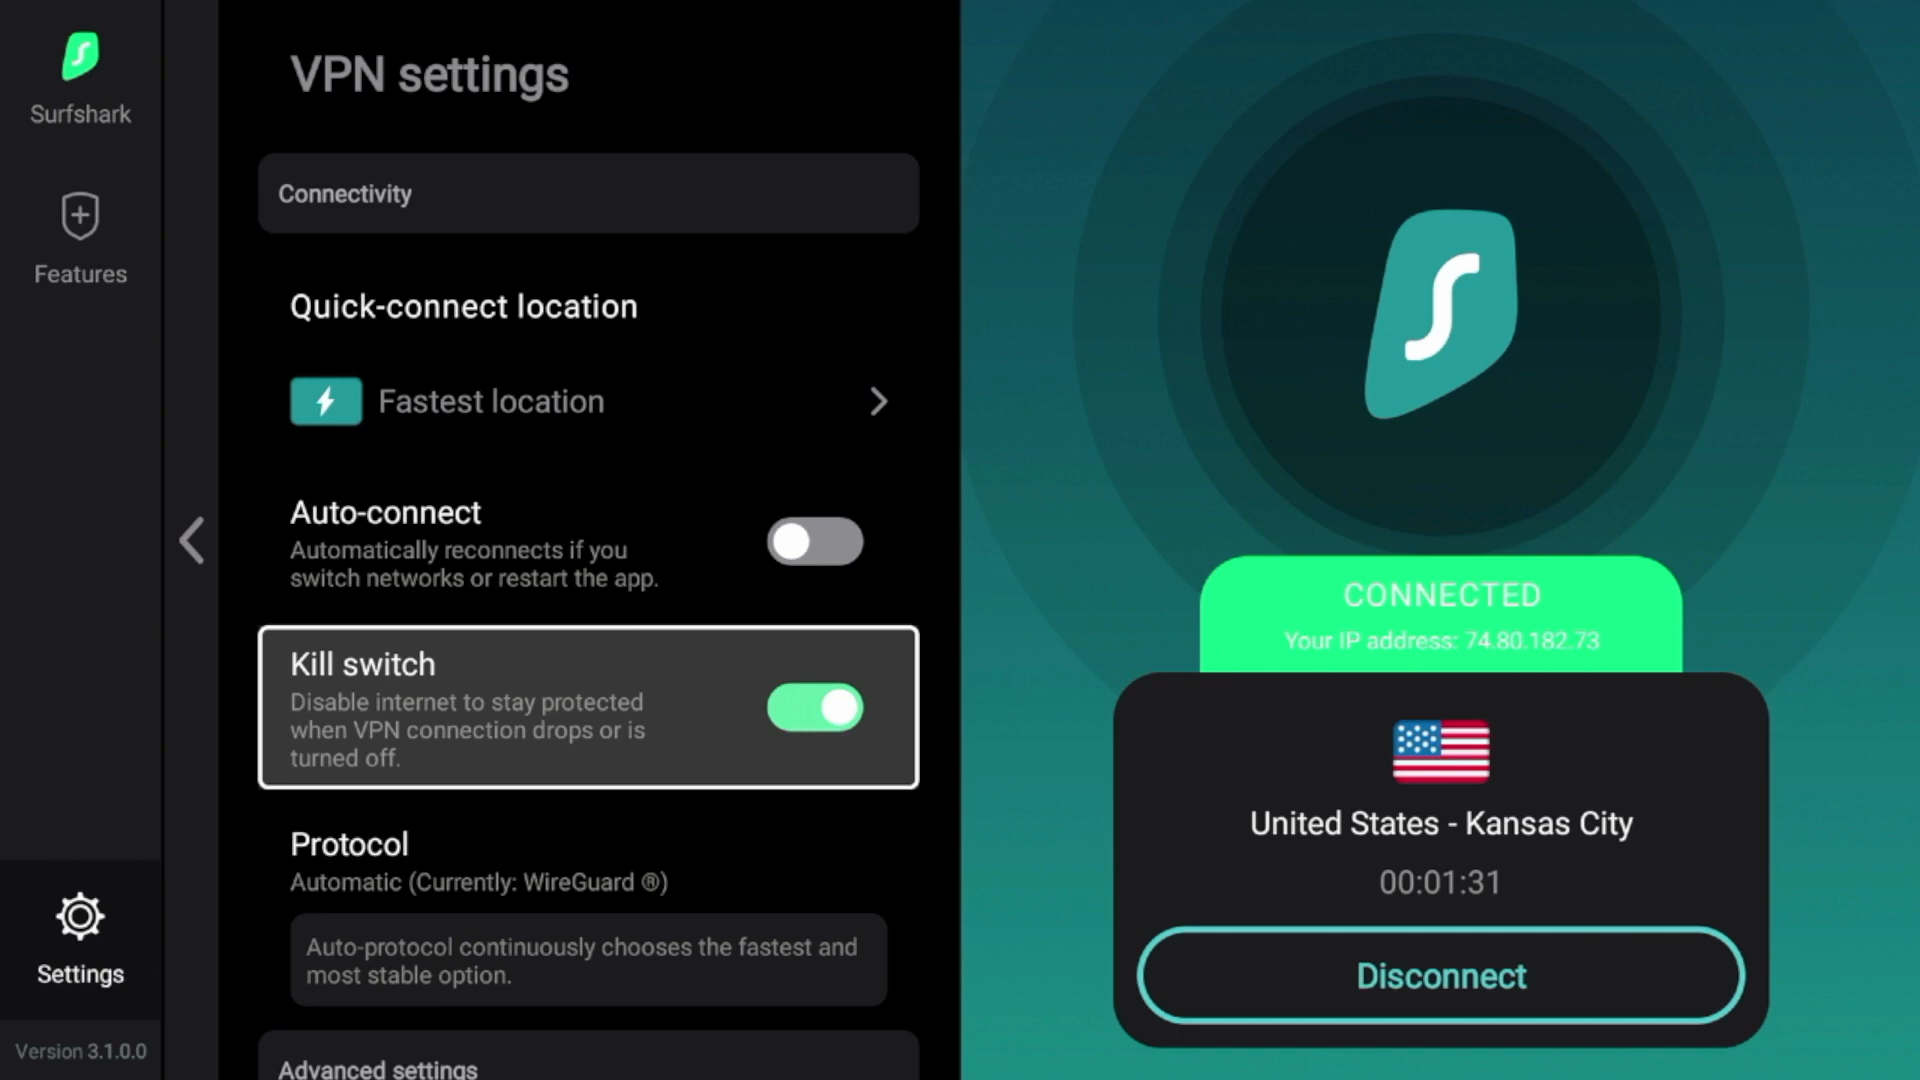 Surfshark
Features
Settings
Version 3.1.0.0
VPN settings
Connectivity
Quick-connect location
Fastest location
Auto-connect
Automatically reconnects if you
switch networks or restart the app.
Kill switch
Disable internet to stay protected
when VPN connection drops or is
turned off.
Protocol
Automatic (Currently: WireGuard ®)
Auto-protocol continuously chooses the fastest and
most stable option.
Advanced settings
CONNECTED
Your IP address: 74.80.182.73
United States - Kansas City
00:01:31
Disconnect